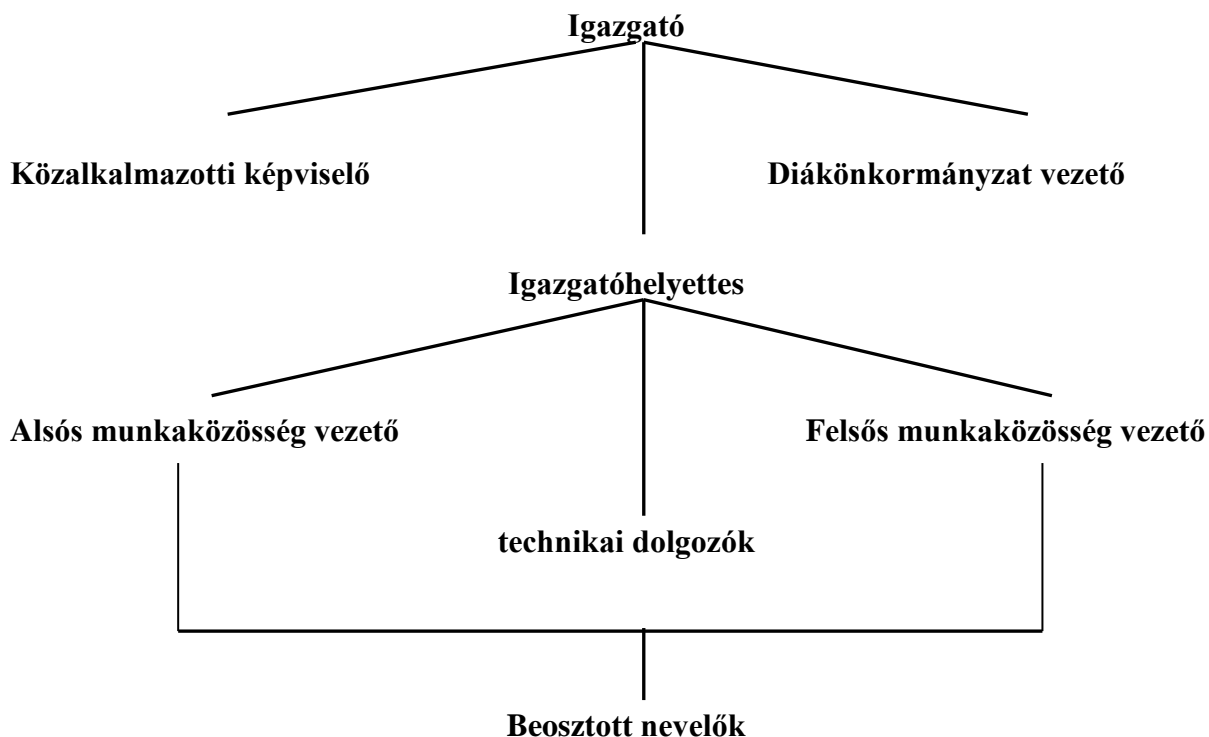 Igazgató
Közalkalmazotti képviselő
Diákönkormányzat vezető
Igazgatóhelyettes
Alsós munkaközösség vezető
Felsős munkaközösség vezető
technikai dolgozók
Beosztott nevelők